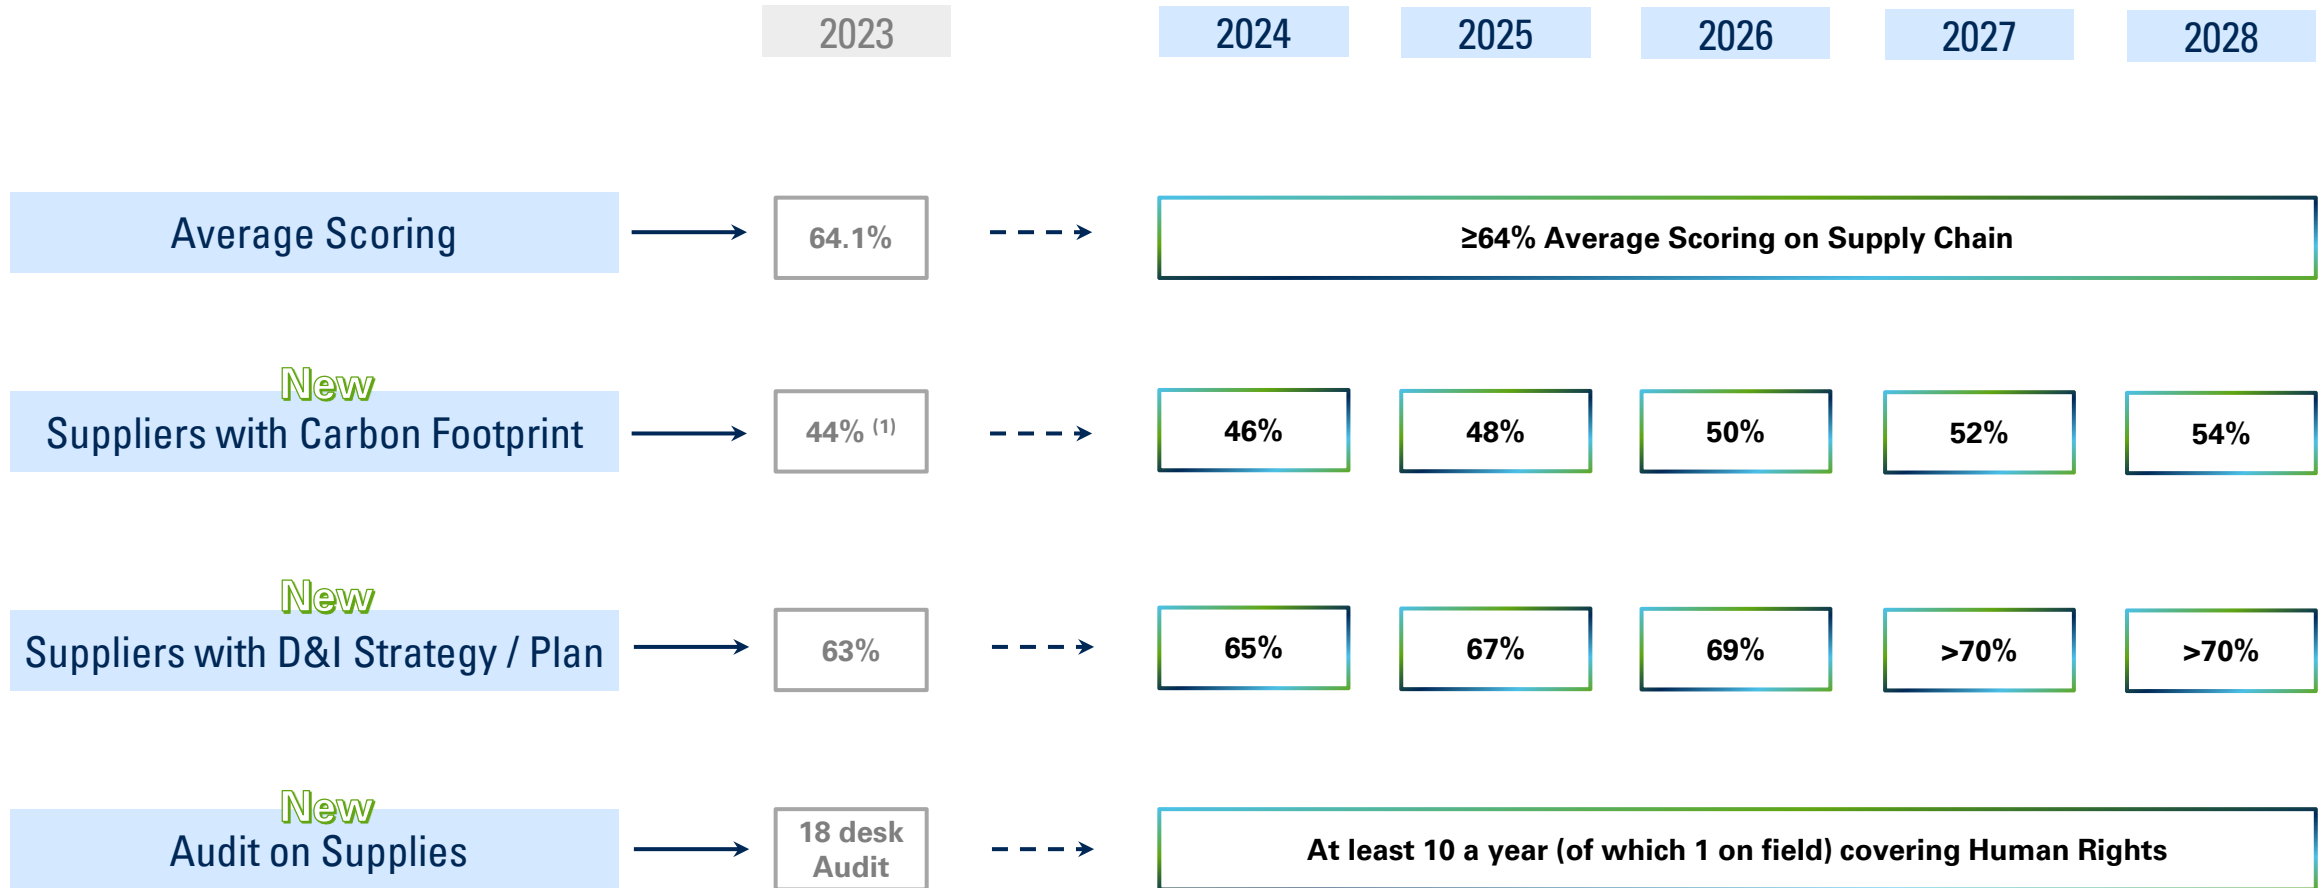 2023 2024 2025 2026 2027 2028
Average Scoring 64.1% ≥64% Average Scoring on Supply Chain
New
Suppliers with Carbon Footprint 44% (1) 46% 48% 50% 52% 54%
New
Suppliers with D&I Strategy / Plan 63% 65% 67% 69% >70% >70%
New
Audit on Supplies 18 desk
Audit
At least 10 a year (of which 1 on field) covering Human Rights